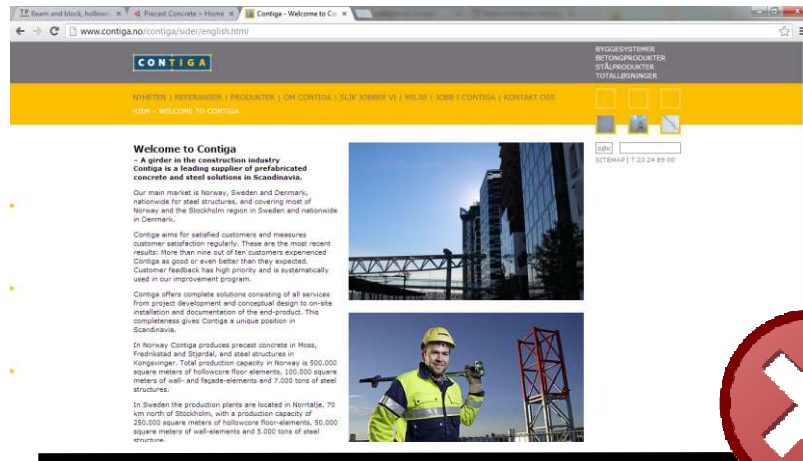 Beam and block, hollow
Precast Concrete > Home
Contiga - Welcome to Co
www.contiga.no/contiga/sider/english.html
CONTIGA
BYGGESYSTEMER
BETONGPRODUKTER
STÅLPRODUKTER
TOTALLØSNINGER
NYHETER | REFERANSER | PRODUKTER | OM CONTIGA | SLIK JOBBER VI | MILJØ | JOBB I CONTIGA | KONTAKT OSS
HJEM – WELCOME TO CONTIGA
SØK
SITEMAP | T 23 24 89 00
Welcome to Contiga
– A girder in the construction industry
Contiga is a leading supplier of prefabricated
concrete and steel solutions in Scandinavia.
Our main market is Norway, Sweden and Denmark,
nationwide for steel structures, and covering most of
Norway and the Stockholm region in Sweden and nationwide
in Denmark.
Contiga aims for satisfied customers and measures
customer satisfaction regularly. These are the most recent
results: More than nine out of ten customers experienced
Contiga as good or even better than they expected.
Customer feedback has high priority and is systematically
used in our improvement program.
Contiga offers complete solutions consisting of all services
from project development and conceptual design to on-site
installation and documentation of the end-product. This
completeness gives Contiga a unique position in
Scandinavia.
In Norway Contiga produces precast concrete in Moss,
Fredrikstad and Stjørdal, and steel structures in
Kongsvinger. Total production capacity in Norway is 500.000
square meters of hollowcore floor elements, 100.000 square
meters of wall- and façade-elements and 7.000 tons of steel
structures.
In Sweden the production plants are located in Norrtälje, 70
km north of Stockholm, with a production capacity of
250.000 square meters of hollowcore floor-elements, 50.000
square meters of wall-elements and 5.000 tons of steel
structure.